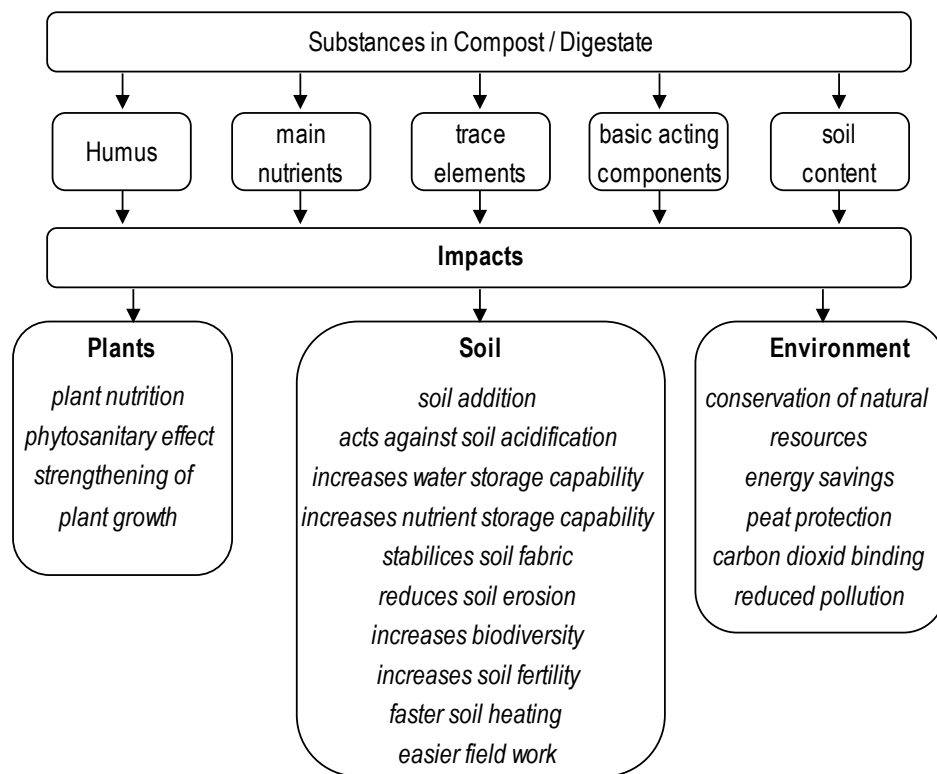 Substances in Compost / Digestate
Humus
main
nutrients
trace
elements
basic acting
components
soil
content
Impacts
Plants
plant nutrition
phytosanitary effect
strengthening of
plant growth
Soil
soil addition
acts against soil acidification
increases water storage capability
increases nutrient storage capability
stabilices soil fabric
reduces soil erosion
increases biodiversity
increases soil fertility
faster soil heating
easier field work
Environment
conservation of natural
resources
energy savings
peat protection
carbon dioxid binding
reduced pollution